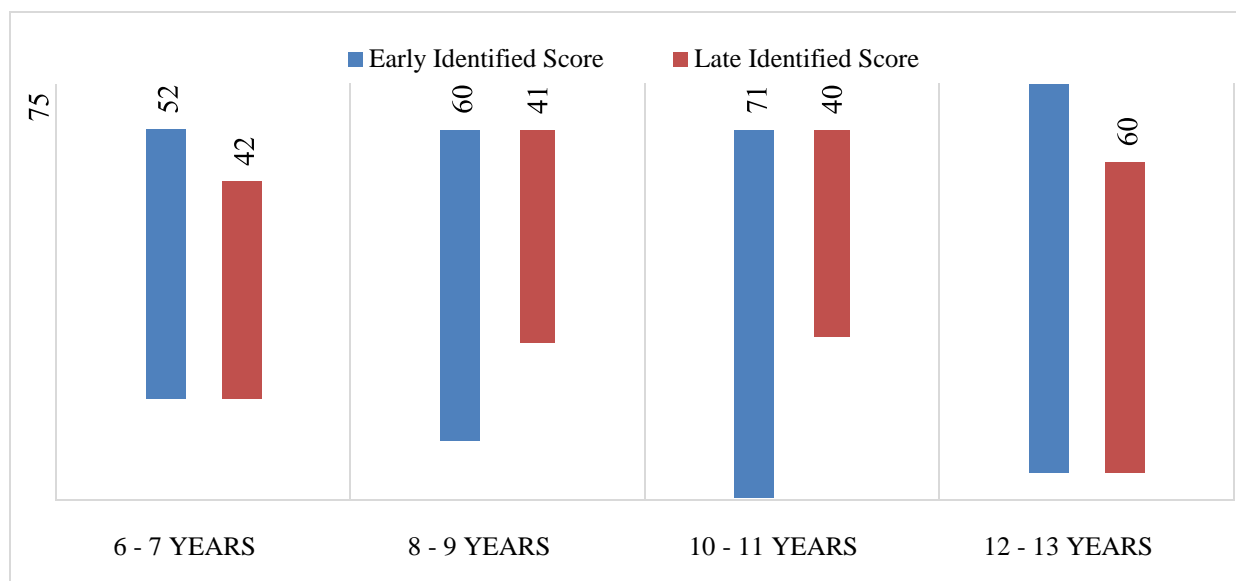 Early Identified Score
Late Identified Score
75
52
42
60
41
71
40
60
6 - 7 YEARS
8 - 9 YEARS
10 - 11 YEARS
12 - 13 YEARS